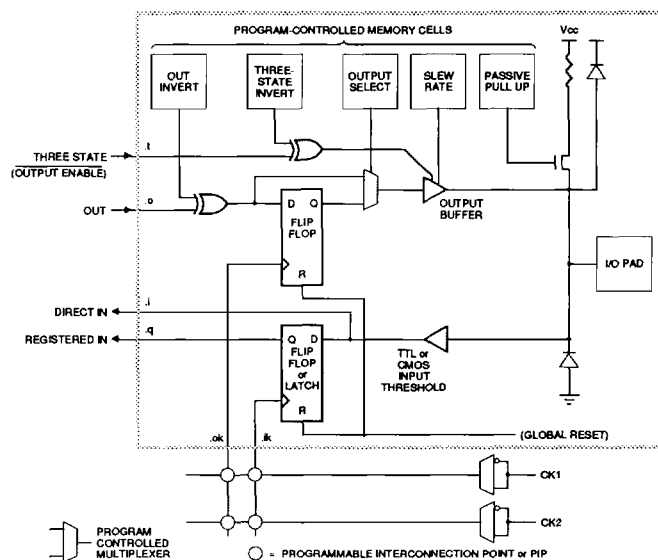 PROGRAM-CONTROLLED MEMORY CELLS
Vcc
OUT
INVERT
THREE-
STATE
INVERT
OUTPUT
SELECT
SLEW
RATE
PASSIVE
PULL UP
THREE STATE
(OUTPUT ENABLE)
.t
OUT
.o
D Q
FLIP
FLOP
R
OUTPUT
BUFFER
I/O PAD
DIRECT IN
.i
REGISTERED IN
.q
Q D
FLIP
FLOP
or
LATCH
R
TTL or
CMOS
INPUT
THRESHOLD
.ok
.ik
(GLOBAL RESET)
CK1
CK2
PROGRAM
CONTROLLED
MULTIPLEXER
= PROGRAMMABLE INTERCONNECTION POINT or PIP